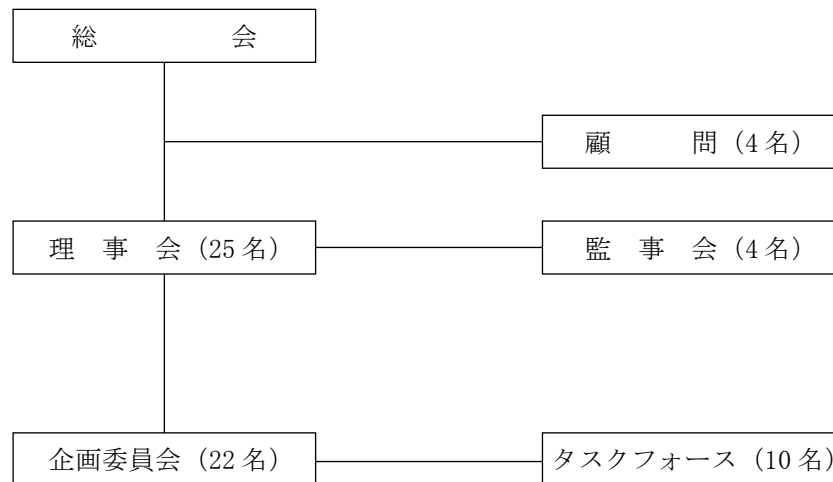 総　　　　　会
顧　　　問（4名）
理　事　会（25名）
監　事　会（4名）
企画委員会（22名）
タスクフォース（10名）